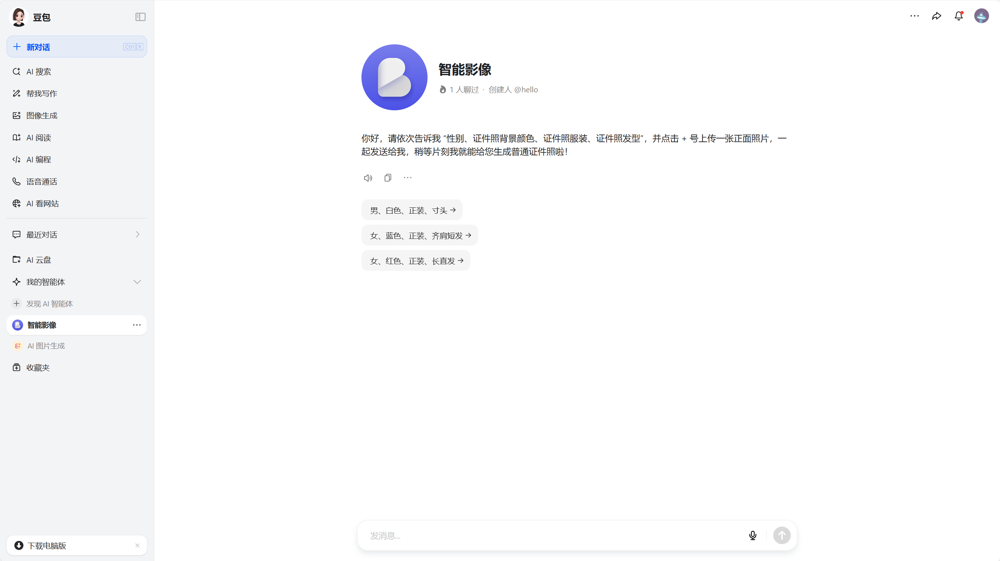 豆包
新对话 Ctrl K
AI 搜索
帮我写作
图像生成
AI 阅读
AI 编程
语音通话
AI 看网站
最近对话
AI 云盘
我的智能体
发现 AI 智能体
智能影像
AI 图片生成
收藏夹
下载电脑版
智能影像
1 人聊过 · 创建人 @hello
你好，请依次告诉我 “性别、证件照背景颜色、证件照服装、证件照发型”，并点击 + 号上传一张正面照片，一
起发送给我，稍等片刻我就能给您生成普通证件照啦！
男、白色、正装、寸头
女、蓝色、正装、齐肩短发
女、红色、正装、长直发
发消息...